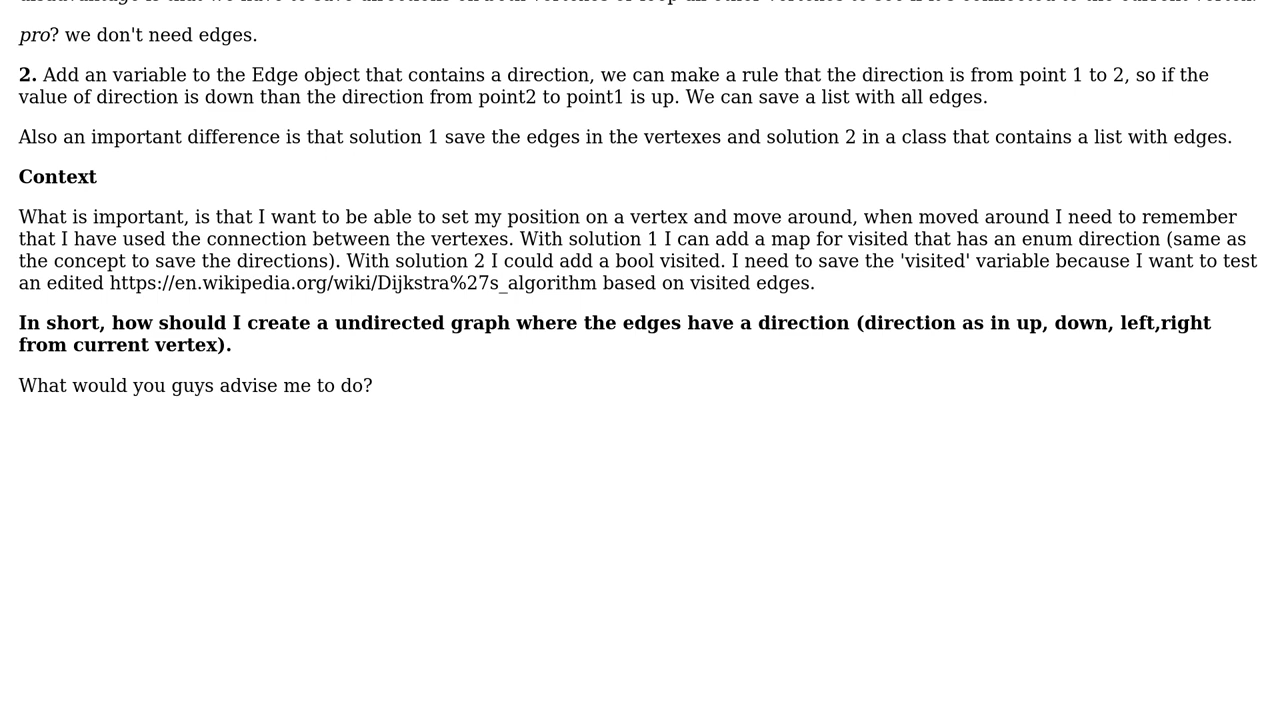 pro? we don't need edges.
2. Add an variable to the Edge object that contains a direction, we can make a rule that the direction is from point 1 to 2, so if the
value of direction is down than the direction from point2 to point1 is up. We can save a list with all edges.
Also an important difference is that solution 1 save the edges in the vertexes and solution 2 in a class that contains a list with edges.
Context
What is important, is that I want to be able to set my position on a vertex and move around, when moved around I need to remember
that I have used the connection between the vertexes. With solution 1 I can add a map for visited that has an enum direction (same as
the concept to save the directions). With solution 2 I could add a bool visited. I need to save the 'visited' variable because I want to test
an edited https://en.wikipedia.org/wiki/Dijkstra%27s_algorithm based on visited edges.
In short, how should I create a undirected graph where the edges have a direction (direction as in up, down, left,right
from current vertex).
What would you guys advise me to do?